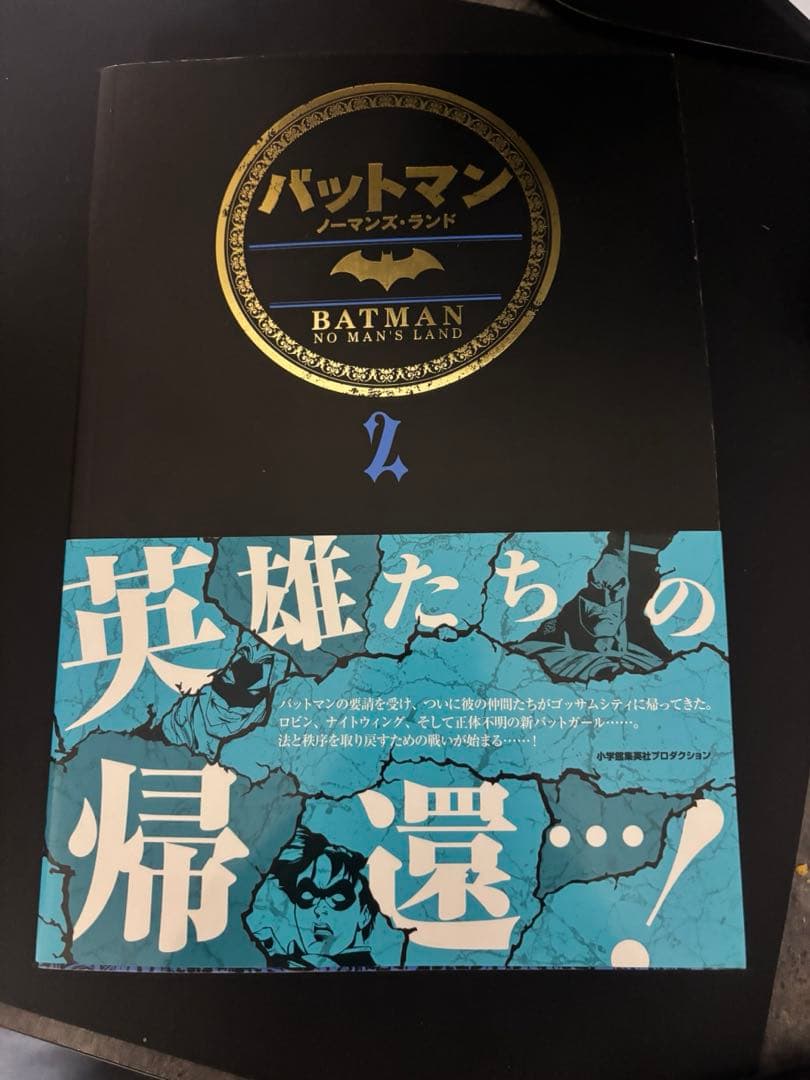 バットマン
ノーマンズ・ランド
BATMAN
NO MAN'S LAND
2
英雄たちの
バットマンの要請を受け、ついに彼の仲間たちがゴッサムシティに帰ってきた。
ロビン、ナイトウィング、そして正体不明の新バットガール……。
法と秩序を取り戻すための戦いが始まる……!
小学館集英社プロダクション
帰還…!